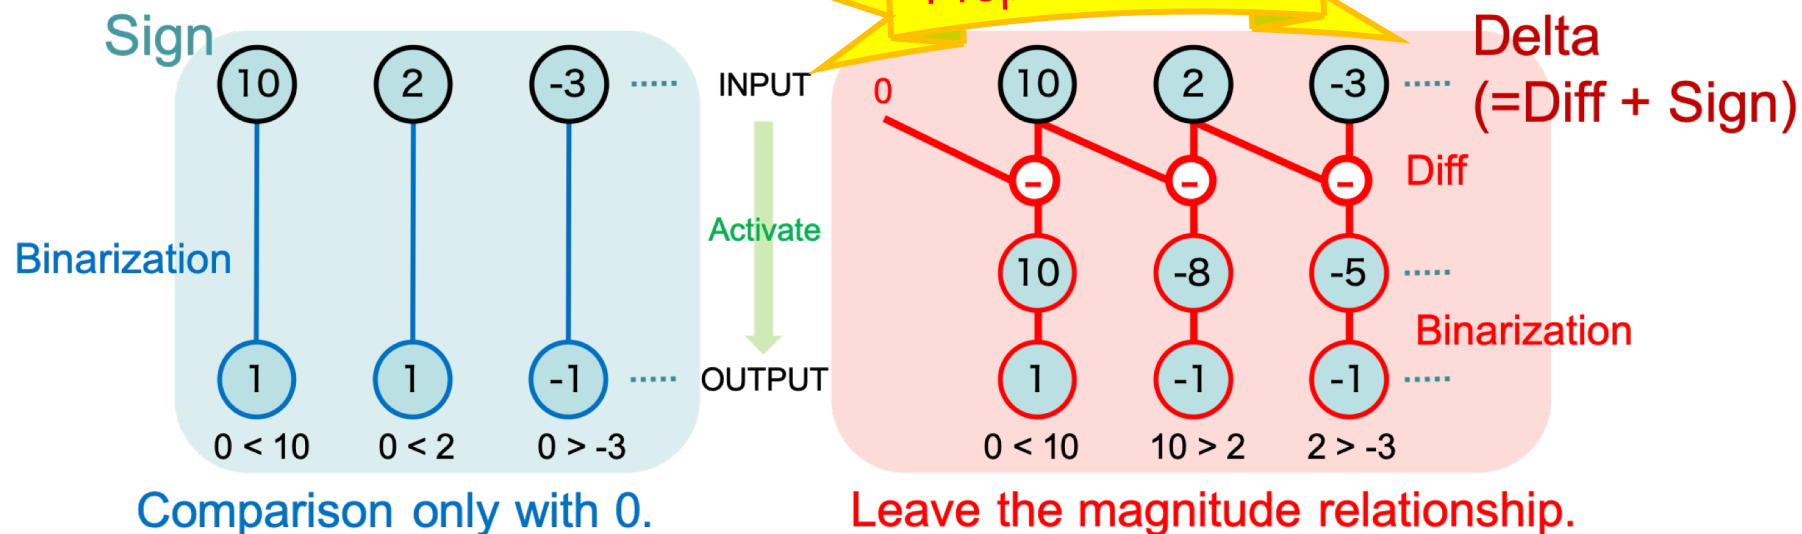 Sign
10 2 -3 ·····
Binarization
1 1 -1 ·····
0 < 10 0 < 2 0 > -3
Comparison only with 0.
INPUT
Activate
OUTPUT
Delta
(=Diff + Sign)
0 10 2 -3 ·····
- - - Diff
10 -8 -5 ·····
Binarization
1 -1 -1 ·····
0 < 10 10 > 2 2 > -3
Leave the magnitude relationship.